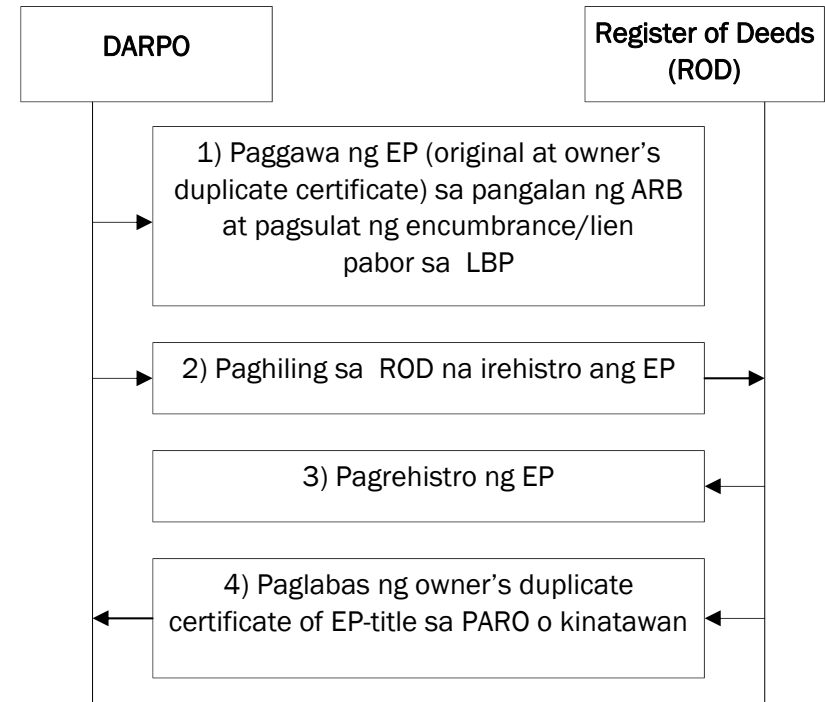 DARPO
Register of Deeds
(ROD)
1) Paggawa ng EP (original at owner's
duplicate certificate) sa pangalan ng ARB
at pagsulat ng encumbrance/lien
pabor sa LBP
2) Paghiling sa ROD na irehistro ang EP
3) Pagrehistro ng EP
4) Paglabas ng owner's duplicate
certificate of EP-title sa PARO o kinatawan